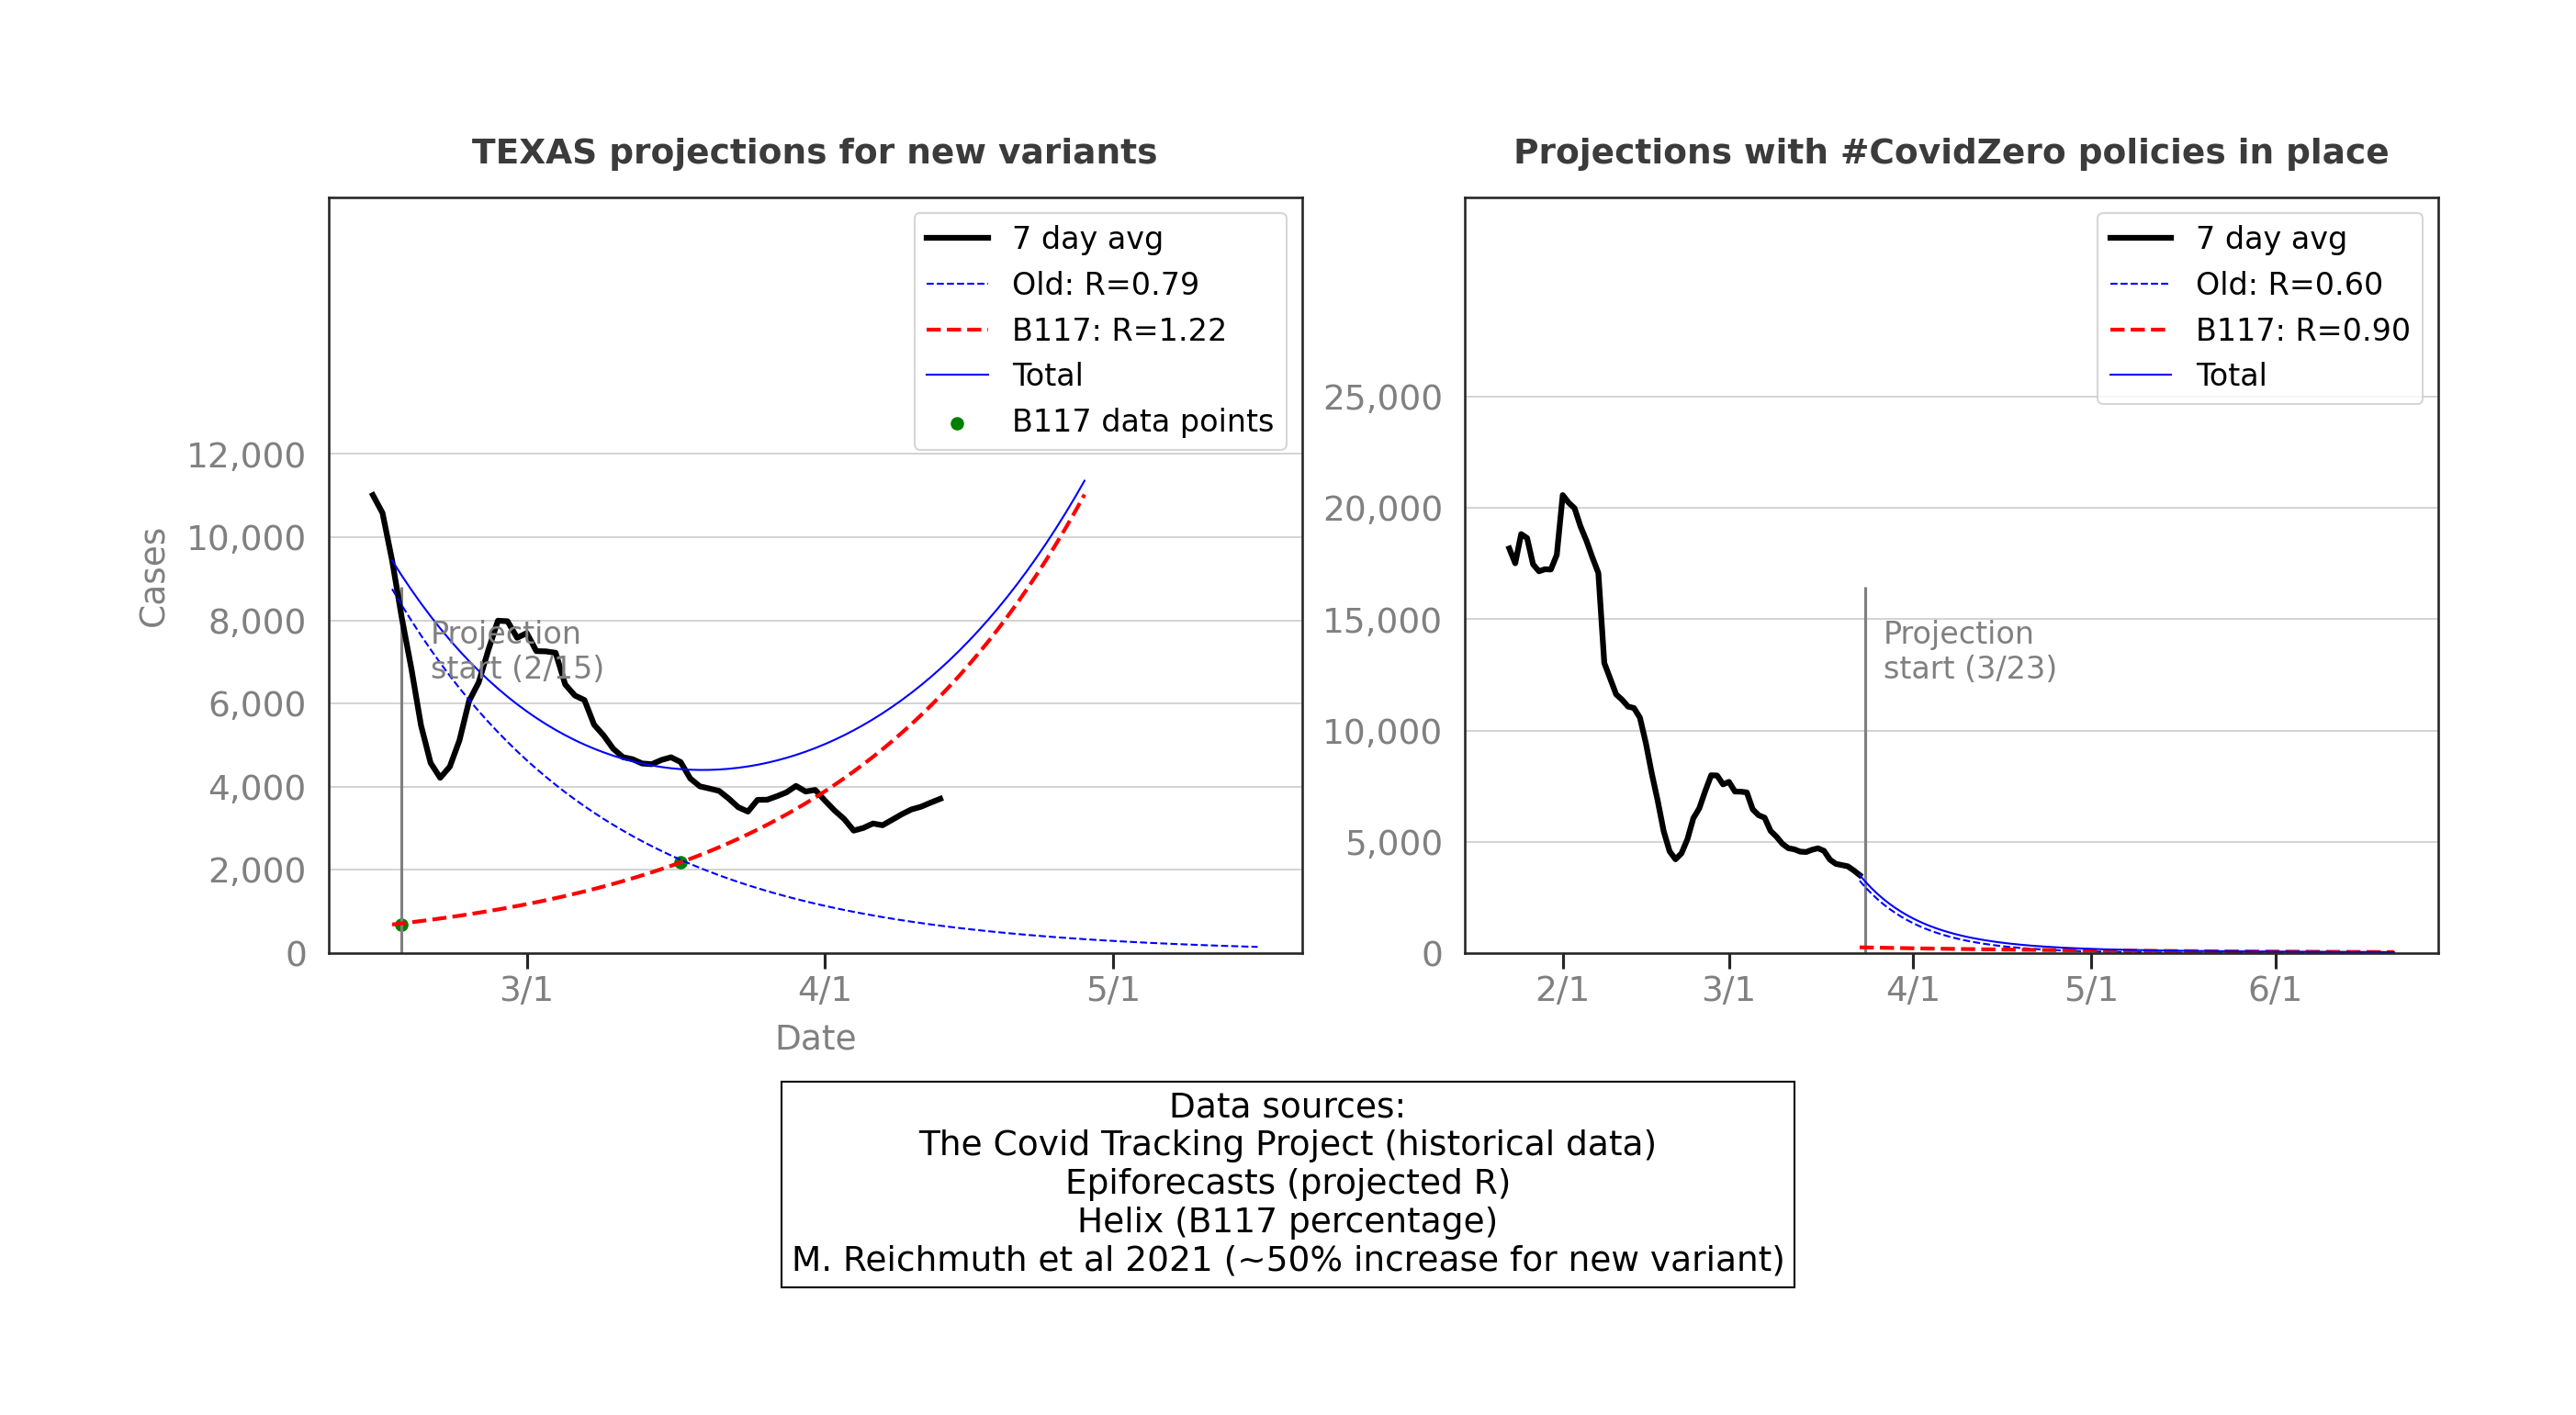 TEXAS projections for new variants
7 day avg
Old: R=0.79
B117: R=1.22
Total
B117 data points
12,000
10,000
8,000
6,000
4,000
2,000
0
Cases
Projection
start (2/15)
3/1
4/1
5/1
Date
Projections with #CovidZero policies in place
7 day avg
Old: R=0.60
B117: R=0.90
Total
25,000
20,000
15,000
10,000
5,000
0
Projection
start (3/23)
2/1
3/1
4/1
5/1
6/1
Data sources:
The Covid Tracking Project (historical data)
Epiforecasts (projected R)
Helix (B117 percentage)
M. Reichmuth et al 2021 (~50% increase for new variant)